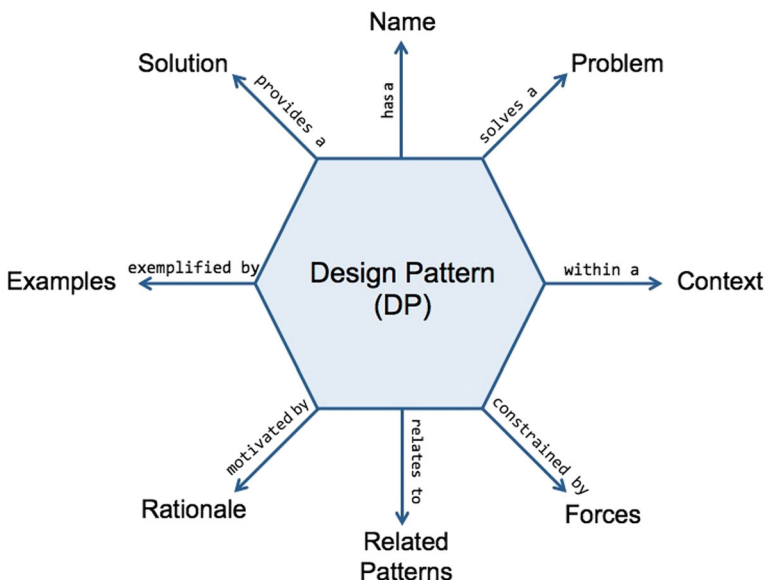 Name
Solution
provides a
has a
solves a
Problem
Examples
exemplified by
Design Pattern
(DP)
within a
Context
motivated by
relates to
constrained by
Rationale
Related
Patterns
Forces